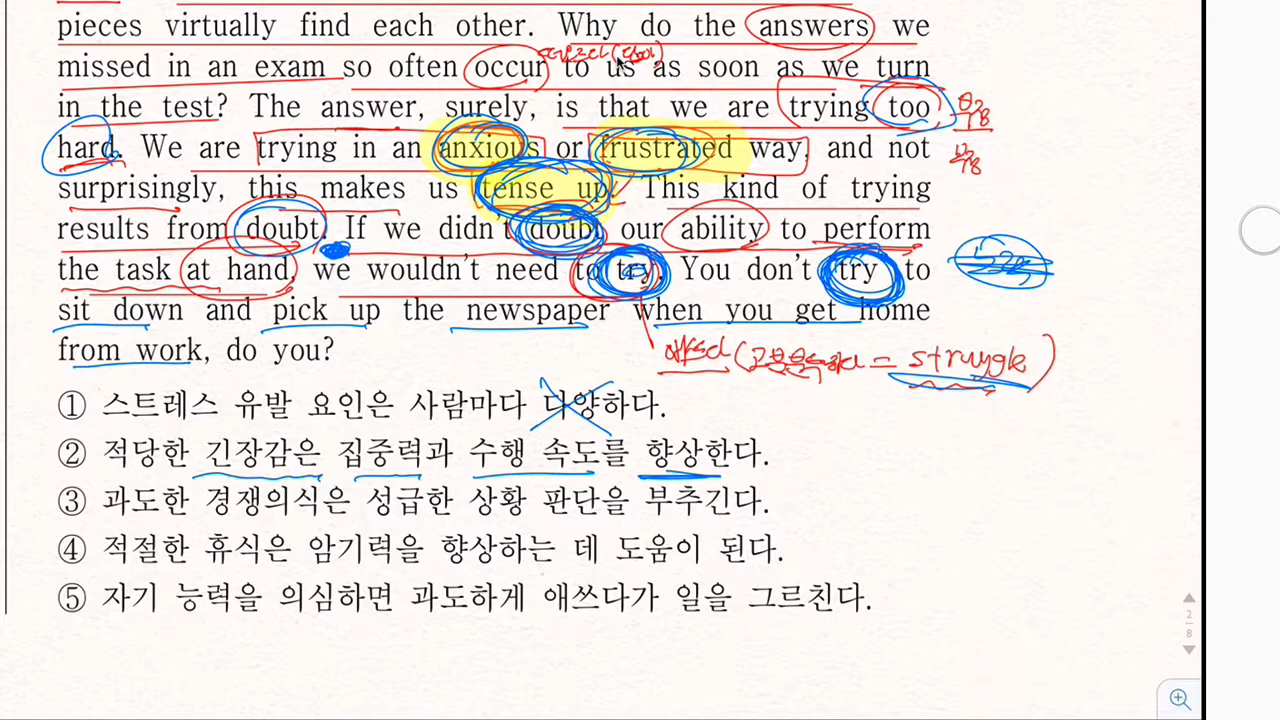 pieces virtually find each other. Why do the answers we
missed in an exam so often occur to us as soon as we turn
in the test? The answer, surely, is that we are trying too
hard. We are trying in an anxious or frustrated way, and not
surprisingly, this makes us tense up. This kind of trying
results from doubt. If we didn't doubt our ability to perform
the task at hand, we wouldn't need to try. You don't try to
sit down and pick up the newspaper when you get home
from work, do you?
= struggle)
① 스트레스 유발 요인은 사람마다 다양하다.
② 적당한 긴장감은 집중력과 수행 속도를 향상한다.
③ 과도한 경쟁의식은 성급한 상황 판단을 부추긴다.
④ 적절한 휴식은 암기력을 향상하는 데 도움이 된다.
⑤ 자기 능력을 의심하면 과도하게 애쓰다가 일을 그르친다.
2
8